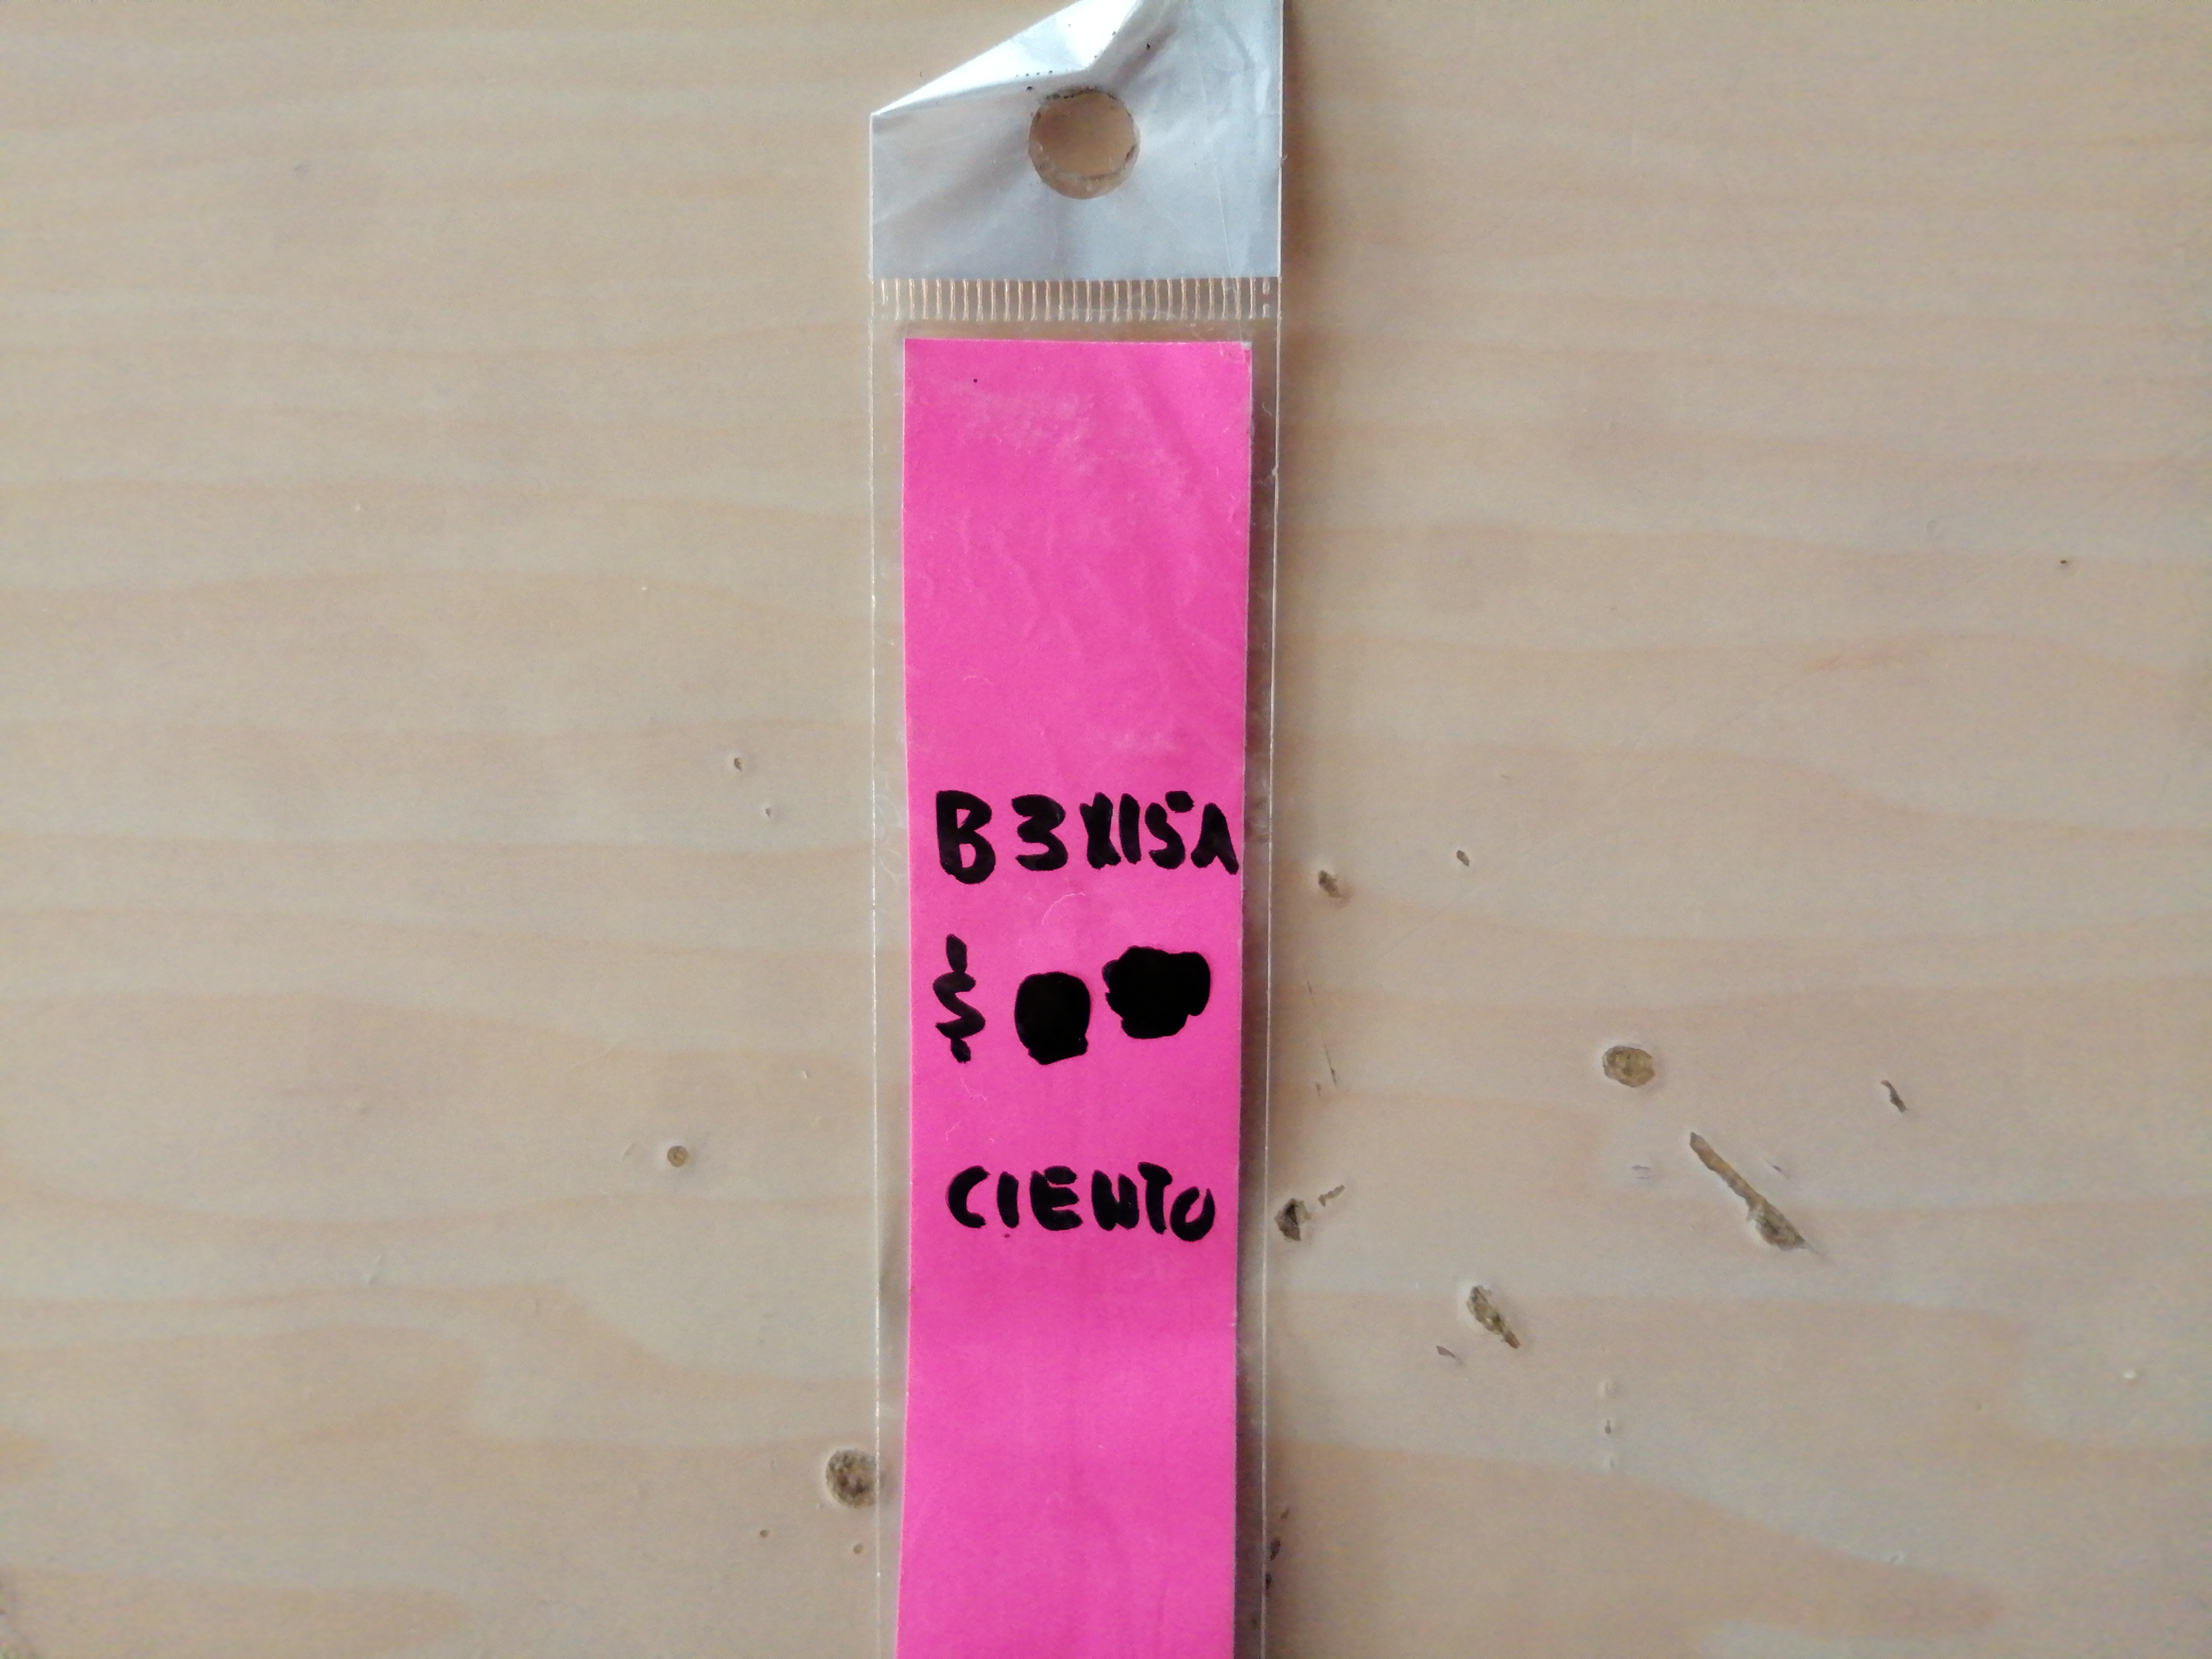 B3X15A
$
CIENTO